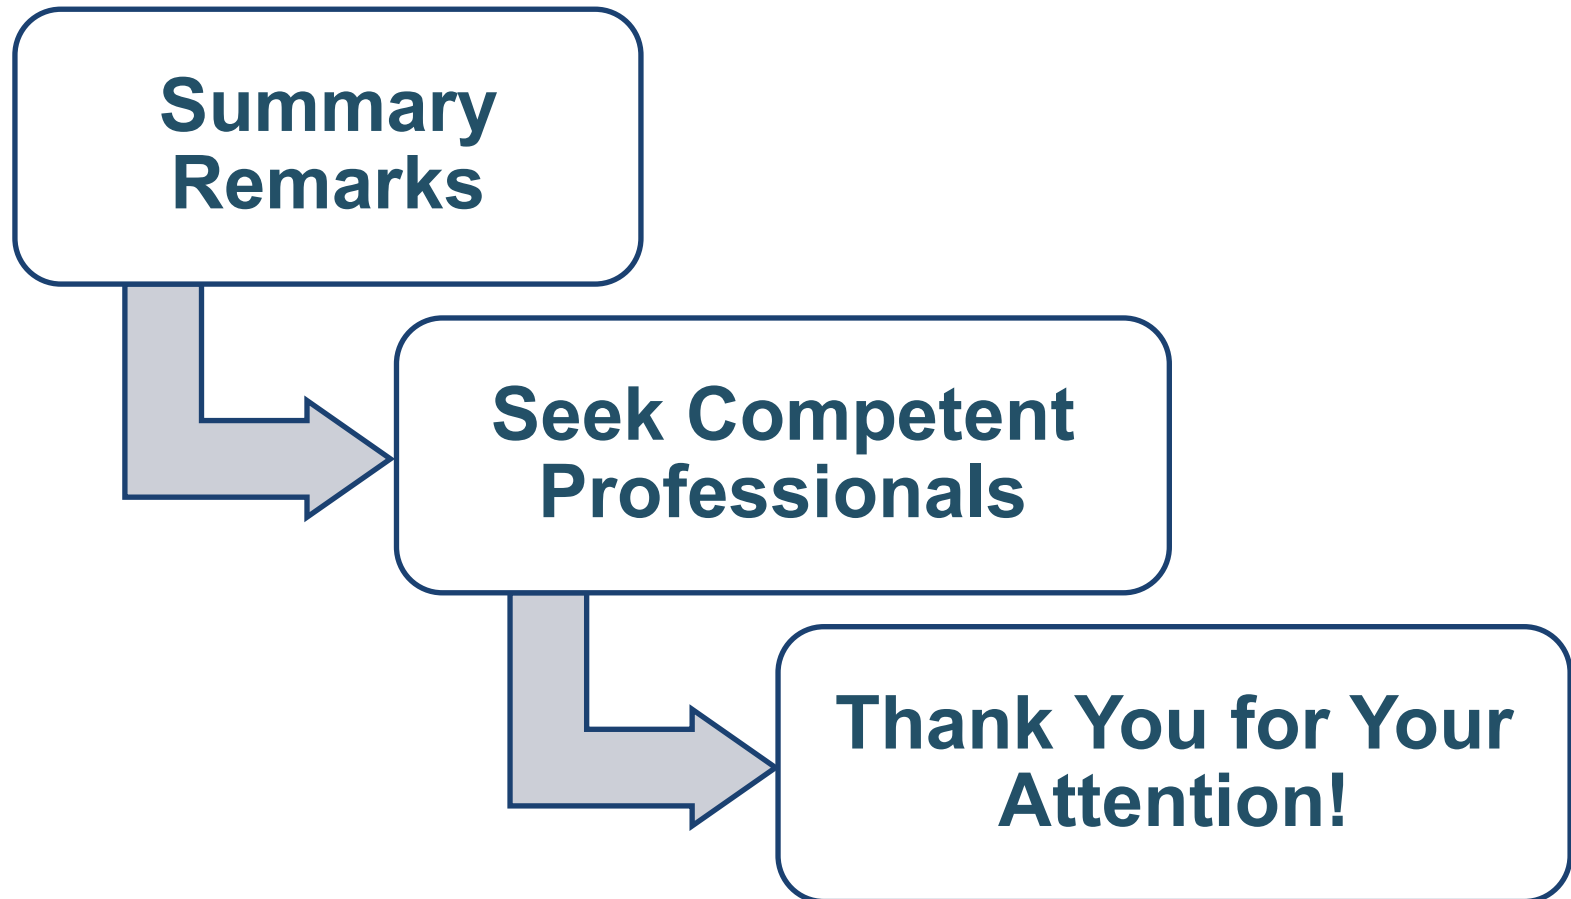 Summary
Remarks
Seek Competent
Professionals
Thank You for Your
Attention!